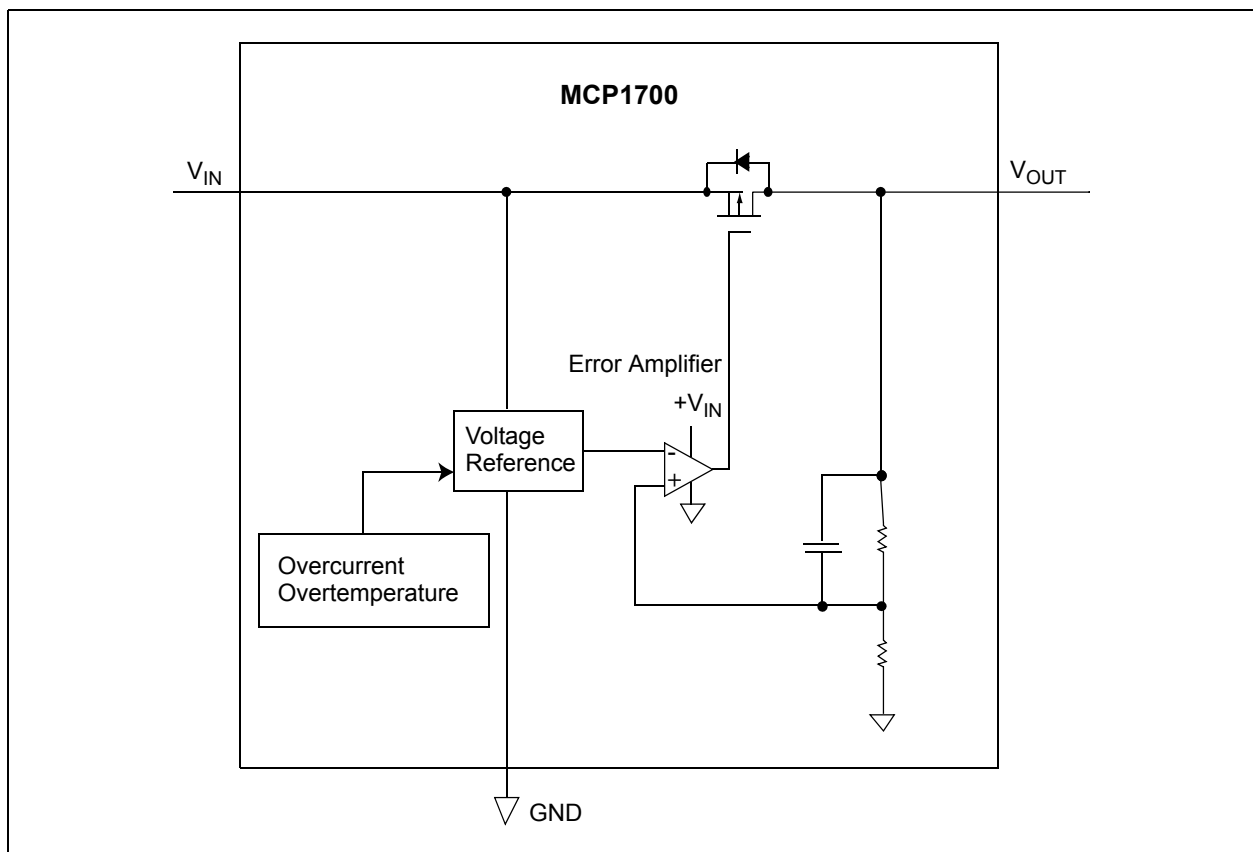 MCP1700
V_IN
V_OUT
Error Amplifier
+V_IN
Voltage
Reference
-
+
Overcurrent
Overtemperature
GND